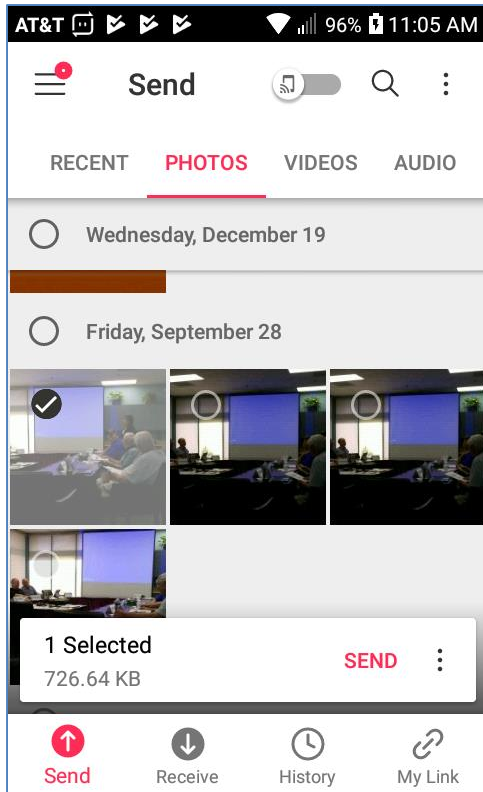 AT&T 96% 11:05 AM
Send
RECENT PHOTOS VIDEOS AUDIO
Wednesday, December 19
Friday, September 28
1 Selected
726.64 KB
SEND
Send Receive History My Link